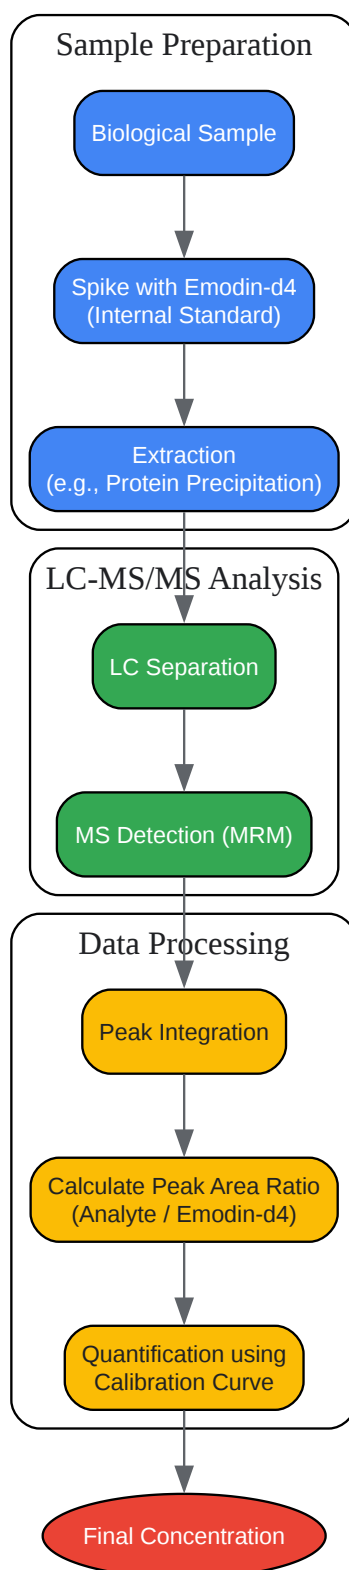 Sample Preparation
Biological Sample
Spike with Emodin-d4
(Internal Standard)
Extraction
(e.g., Protein Precipitation)
LC-MS/MS Analysis
LC Separation
MS Detection (MRM)
Data Processing
Peak Integration
Calculate Peak Area Ratio
(Analyte / Emodin-d4)
Quantification using
Calibration Curve
Final Concentration